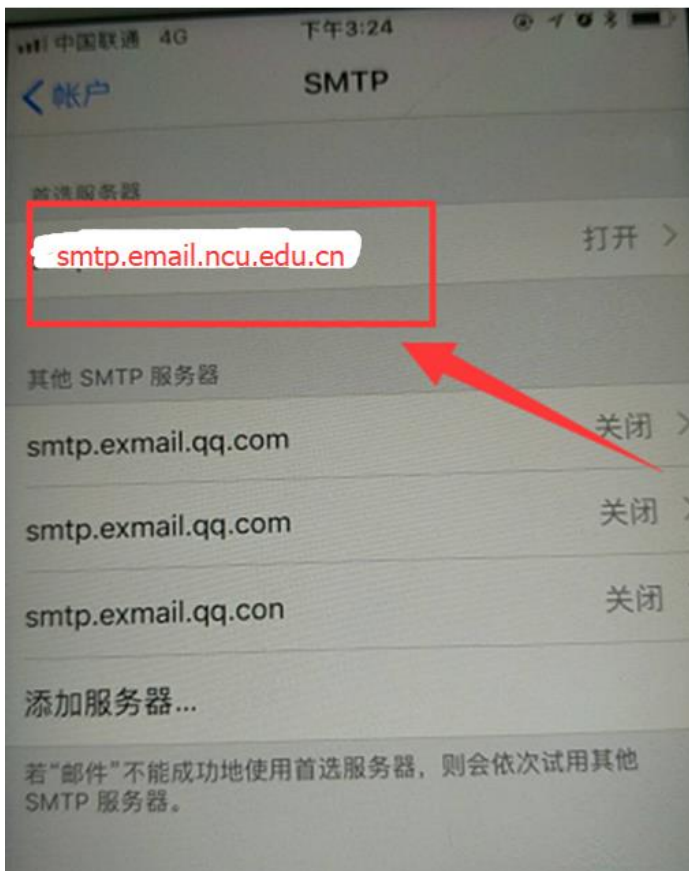 中国联通 4G 下午3:24
帐户 SMTP
首选服务器
smtp.email.ncu.edu.cn 打开
其他 SMTP 服务器
smtp.exmail.qq.com 关闭
smtp.exmail.qq.com 关闭
smtp.exmail.qq.con 关闭
添加服务器...
若“邮件”不能成功地使用首选服务器，则会依次试用其他
SMTP 服务器。